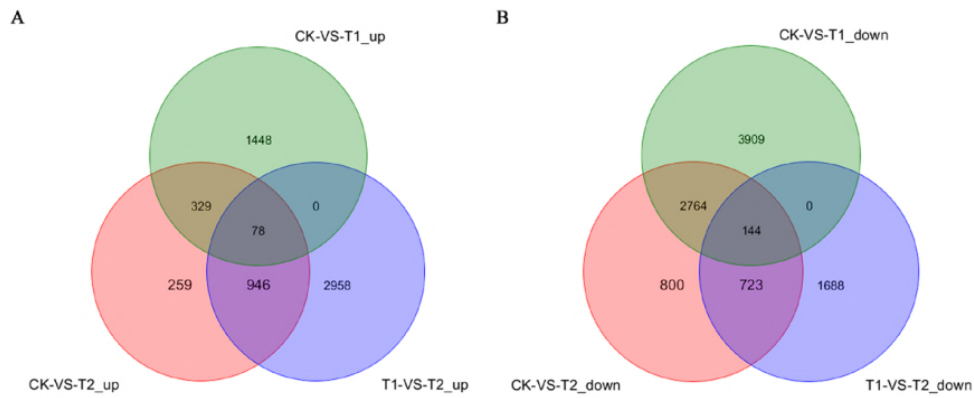 A
CK-VS-T1_up
1448
329
0
78
259
946
2958
CK-VS-T2_up
T1-VS-T2_up
B
CK-VS-T1_down
3909
2764
0
144
800
723
1688
CK-VS-T2_down
T1-VS-T2_down